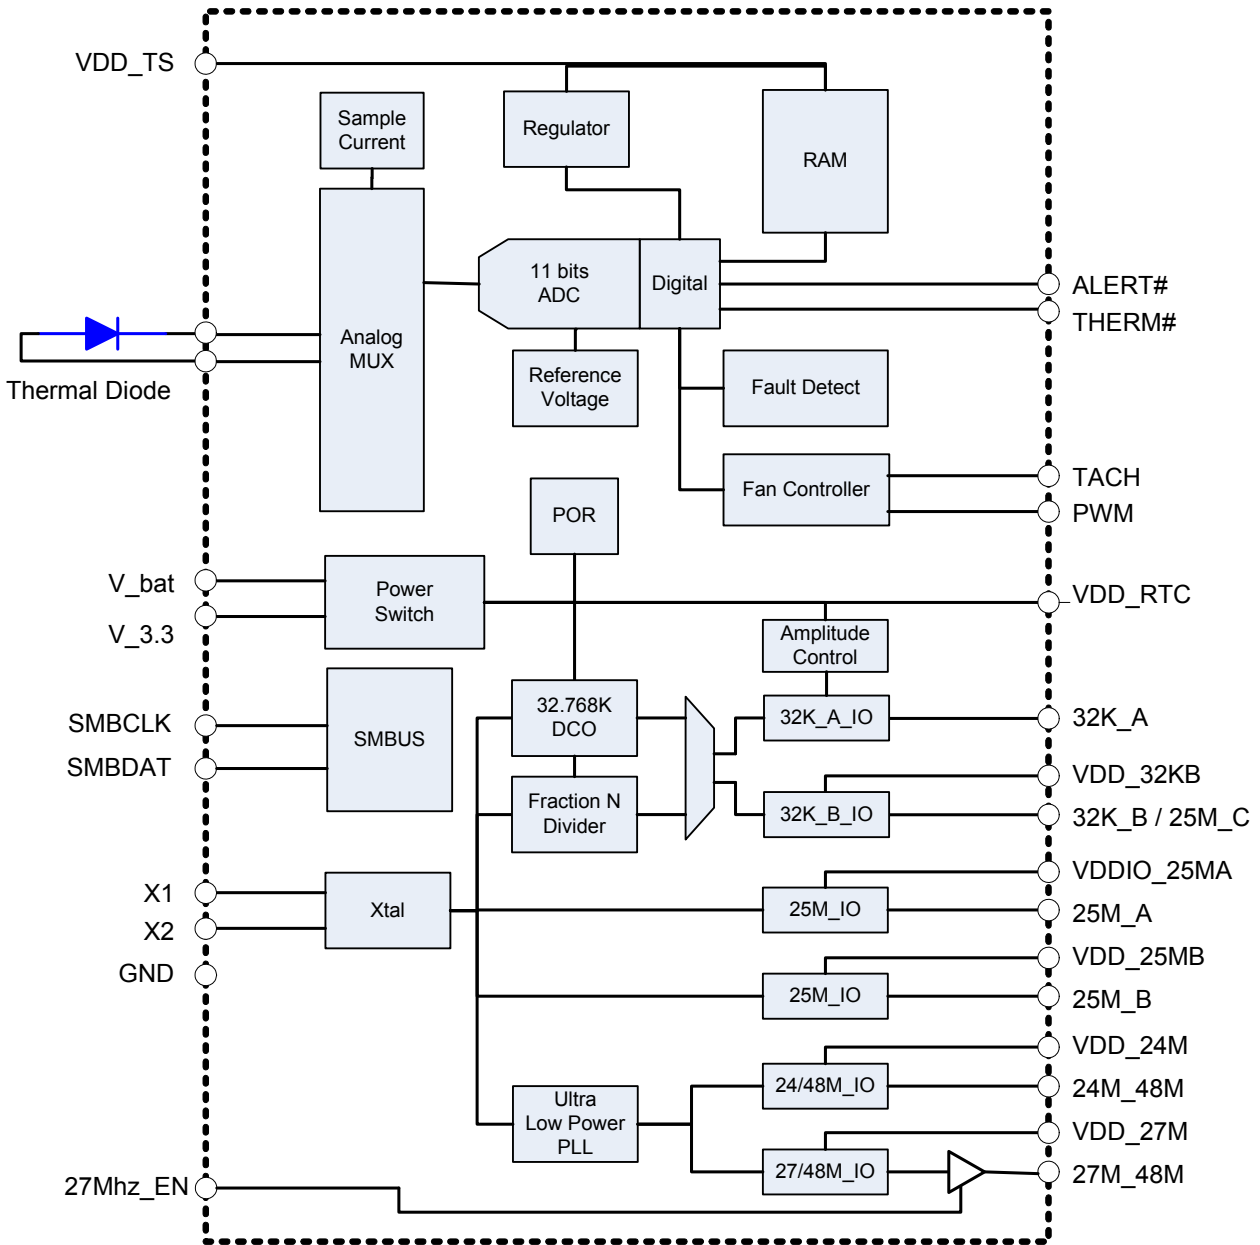 VDD_TS
Sample
Current
Regulator
RAM
11 bits
ADC
Digital
ALERT#
THERM#
Analog
MUX
Thermal Diode
Reference
Voltage
Fault Detect
Fan Controller
TACH
PWM
POR
V_bat
V_3.3
Power
Switch
VDD_RTC
Amplitude
Control
SMBCLK
SMBDAT
SMBUS
32.768K
DCO
32K_A_IO
32K_A
VDD_32KB
Fraction N
Divider
32K_B_IO
32K_B / 25M_C
X1
X2
Xtal
VDDIO_25MA
25M_IO
25M_A
GND
VDD_25MB
25M_IO
25M_B
VDD_24M
24/48M_IO
24M_48M
Ultra
Low Power
PLL
VDD_27M
27/48M_IO
27M_48M
27Mhz_EN